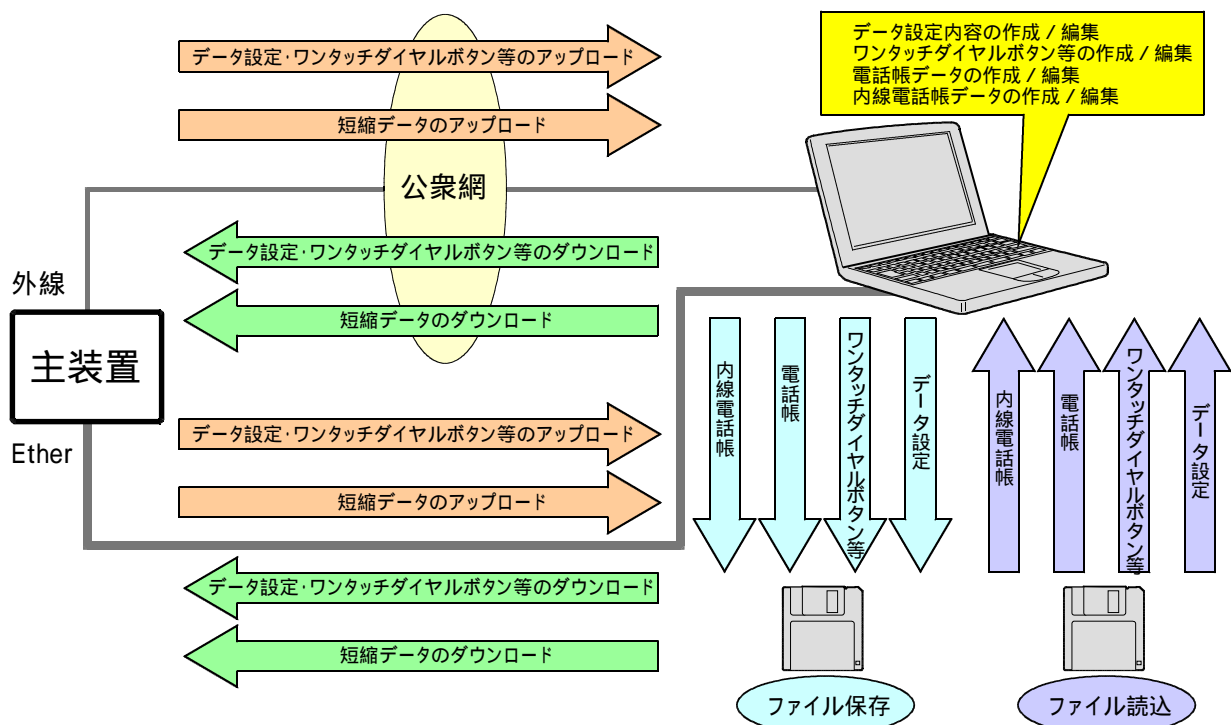 データ設定・ワンタッチダイヤルボタン等のアップロード
短縮データのアップロード
データ設定内容の作成 / 編集
ワンタッチダイヤルボタン等の作成 / 編集
電話帳データの作成 / 編集
内線電話帳データの作成 / 編集
公衆網
データ設定・ワンタッチダイヤルボタン等のダウンロード
短縮データのダウンロード
外線
主装置
Ether
データ設定・ワンタッチダイヤルボタン等のアップロード
短縮データのアップロード
データ設定・ワンタッチダイヤルボタン等のダウンロード
短縮データのダウンロード
内線電話帳
電話帳
ワンタッチダイヤルボタン等
データ設定
内線電話帳
電話帳
ワンタッチダイヤルボタン等
データ設定
ファイル保存
ファイル読込